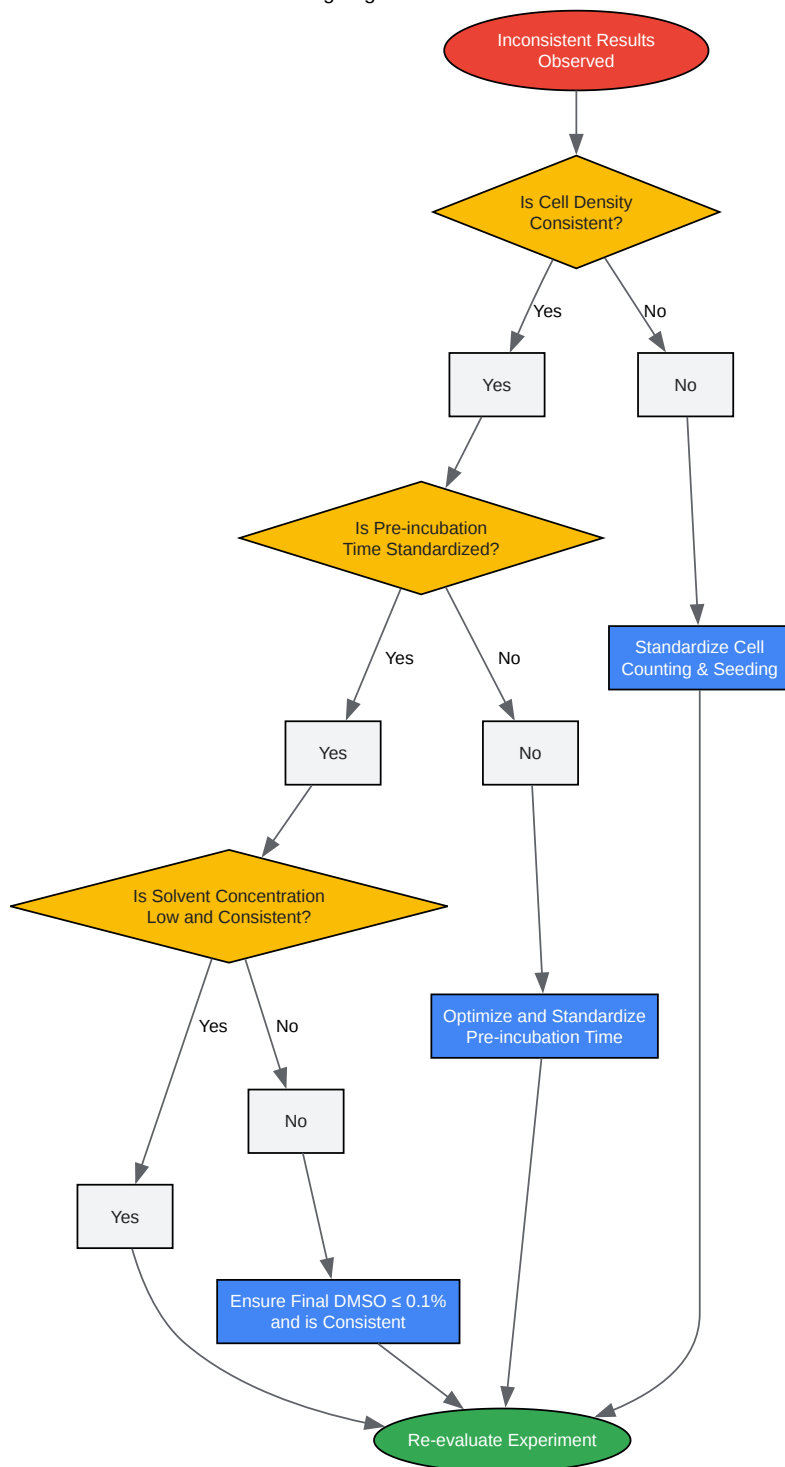 Inconsistent Results
Observed
Is Cell Density
Consistent?
Yes
No
Yes
No
Is Pre-incubation
Time Standardized?
Standardize Cell
Counting & Seeding
Yes
No
Yes
No
Is Solvent Concentration
Low and Consistent?
Optimize and Standardize
Pre-incubation Time
Yes
No
No
Yes
Ensure Final DMSO ≤ 0.1%
and is Consistent
Re-evaluate Experiment